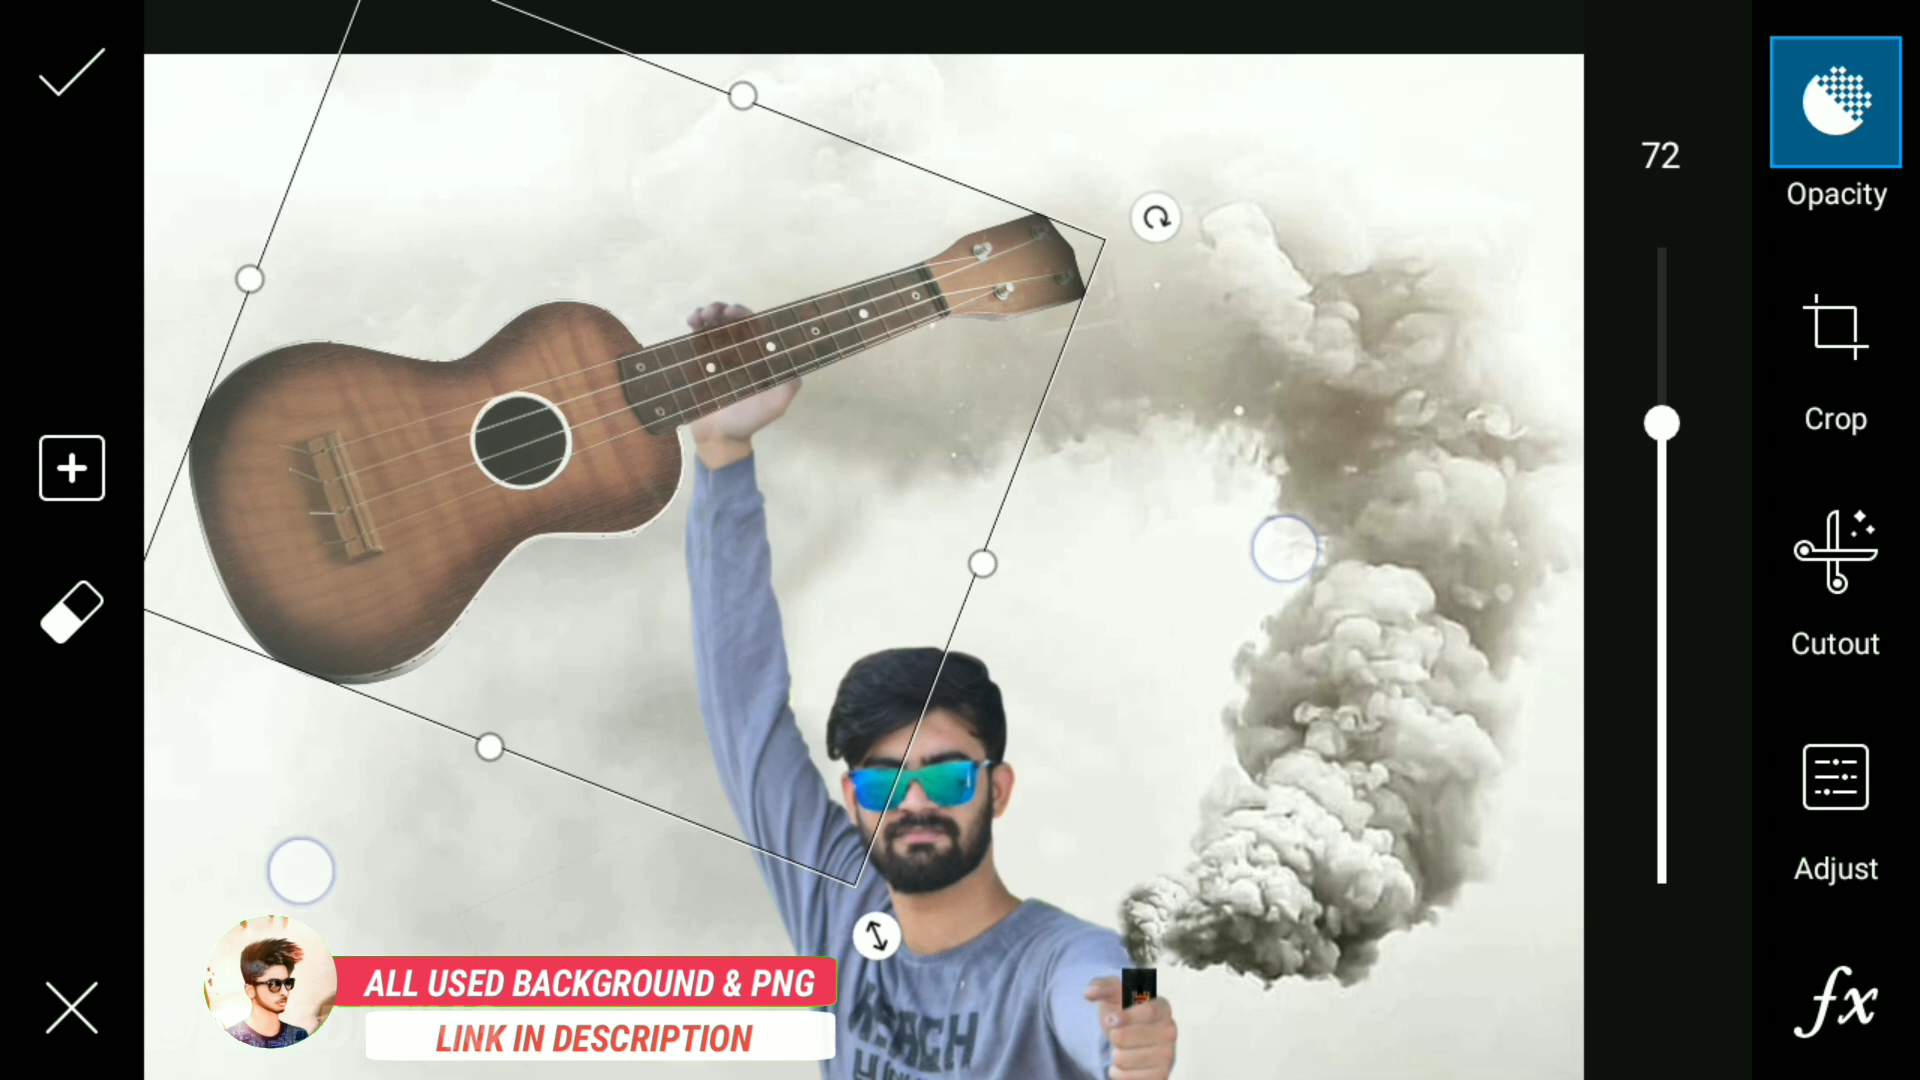 72
Opacity
Crop
Cutout
Adjust
fx
ALL USED BACKGROUND & PNG
LINK IN DESCRIPTION